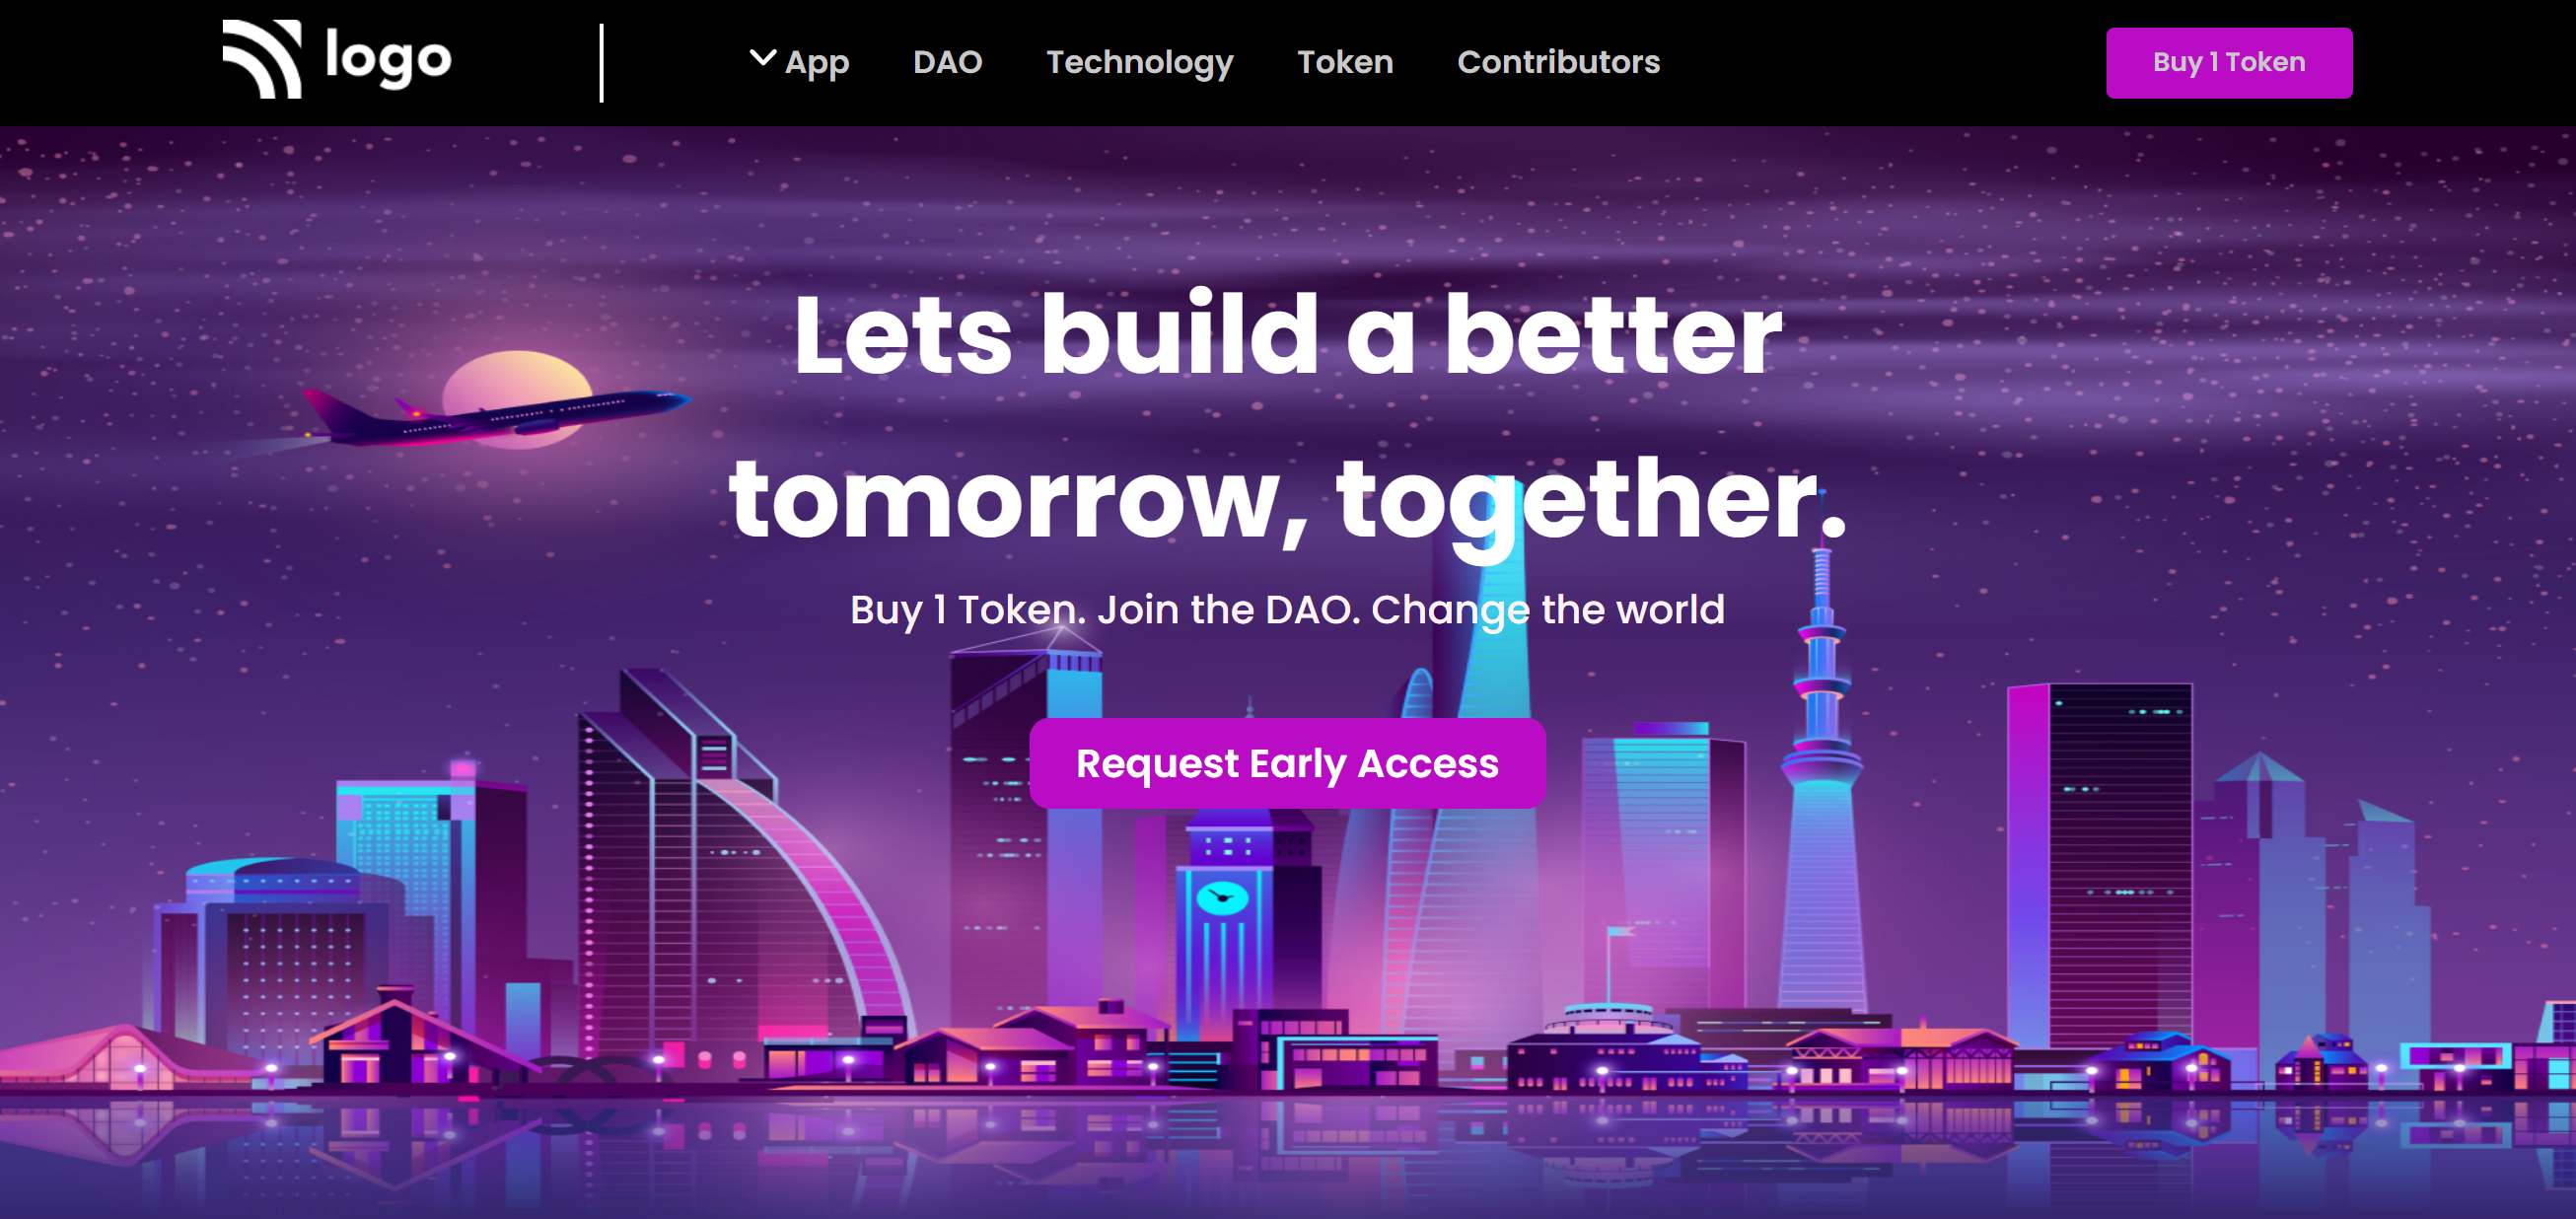 logo
App DAO Technology Token Contributors
Buy 1 Token
Lets build a better
tomorrow, together.
Buy 1 Token. Join the DAO. Change the world
Request Early Access